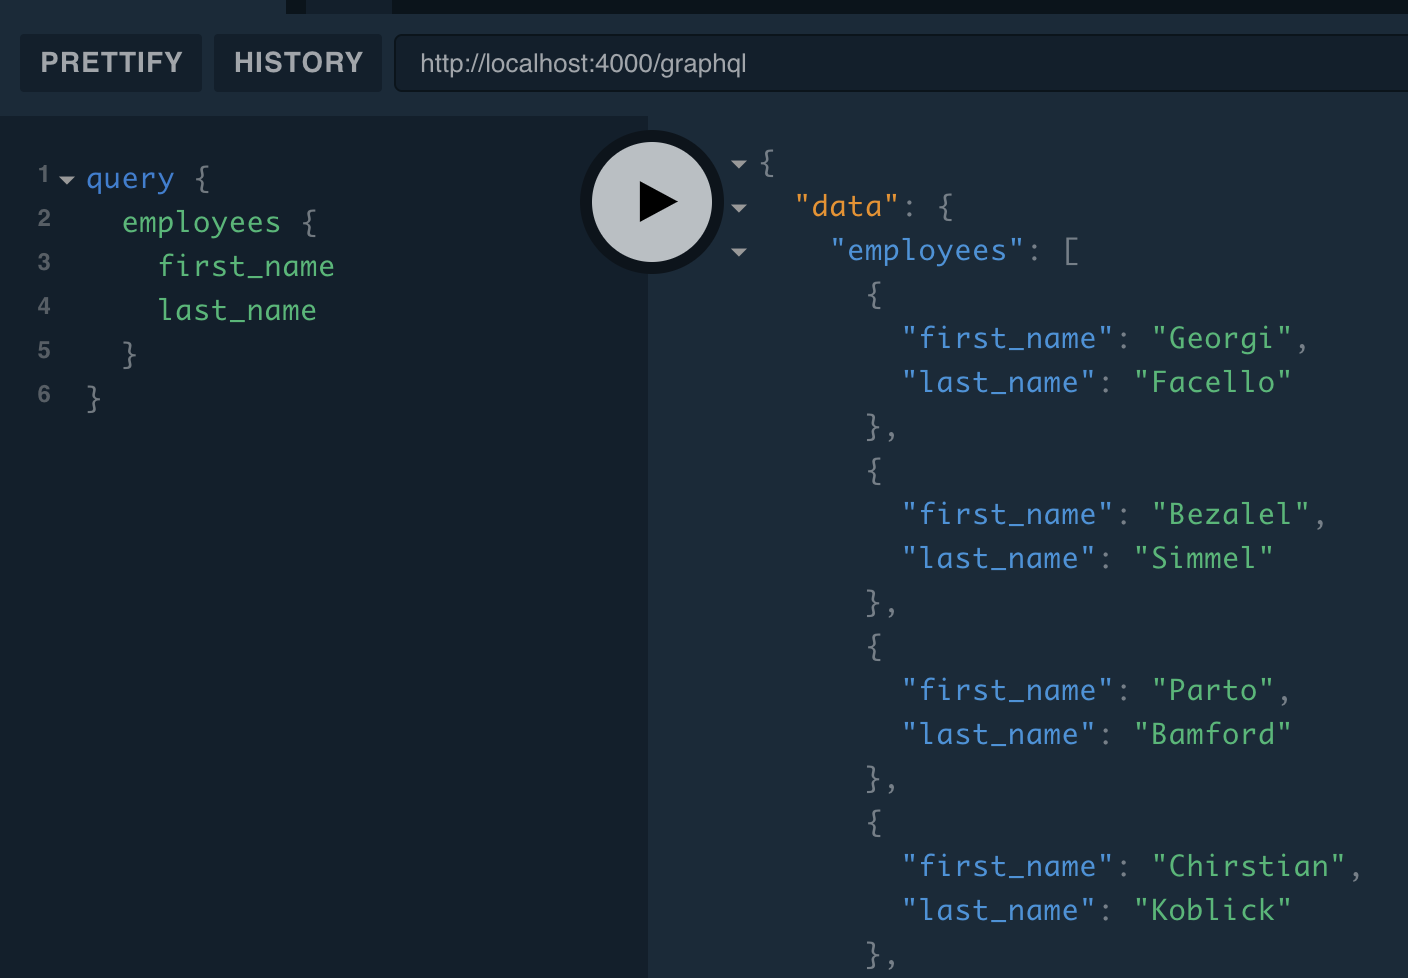 PRETTIFY HISTORY http://localhost:4000/graphql
1 query {
2 employees {
3 first_name
4 last_name
5 }
6 }
{
"data": {
"employees": [
{
"first_name": "Georgi",
"last_name": "Facello"
},
{
"first_name": "Bezalel",
"last_name": "Simmel"
},
{
"first_name": "Parto",
"last_name": "Bamford"
},
{
"first_name": "Chirstian",
"last_name": "Koblick"
},